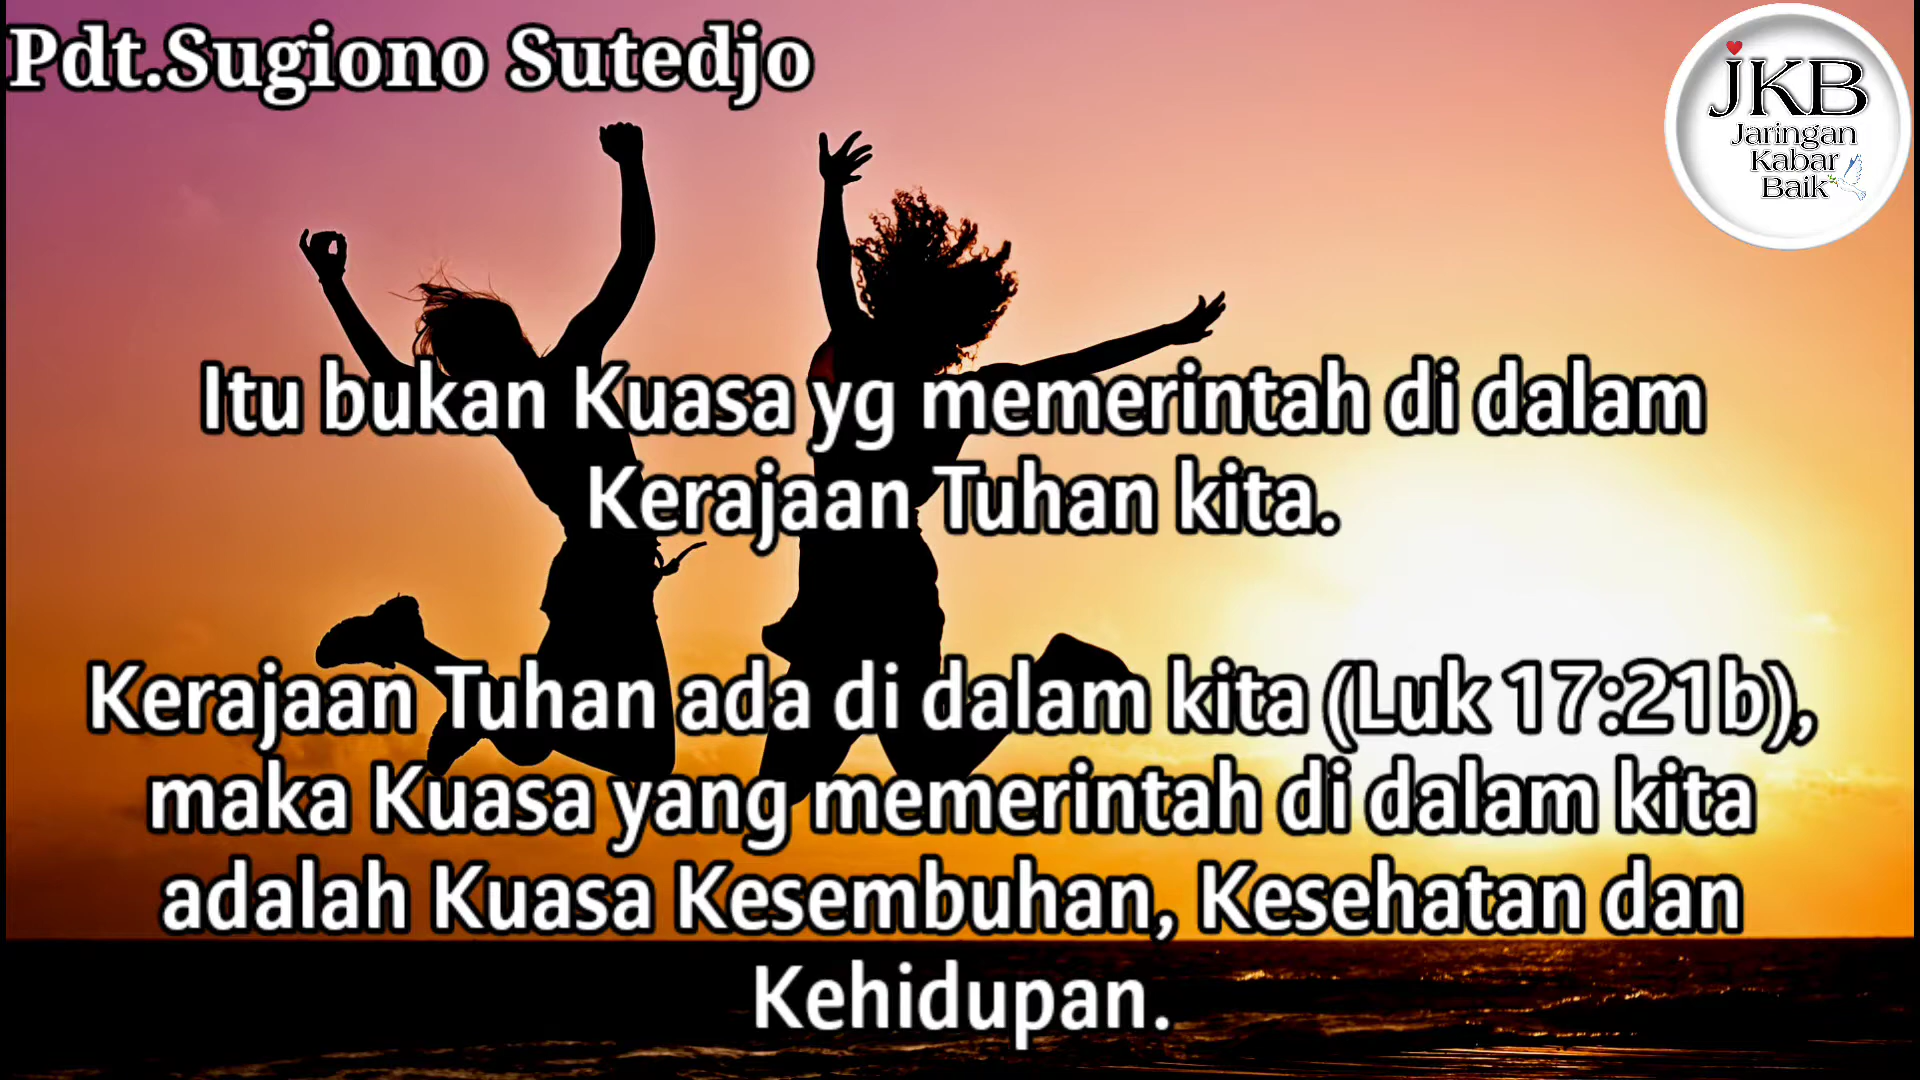 Pdt.Sugiono Sutedjo
JKB
Jaringan
Kabar
Baik
Itu bukan Kuasa yg memerintah di dalam
Kerajaan Tuhan kita.
Kerajaan Tuhan ada di dalam kita (Luk 17:21b),
maka Kuasa yang memerintah di dalam kita
adalah Kuasa Kesembuhan, Kesehatan dan
Kehidupan.